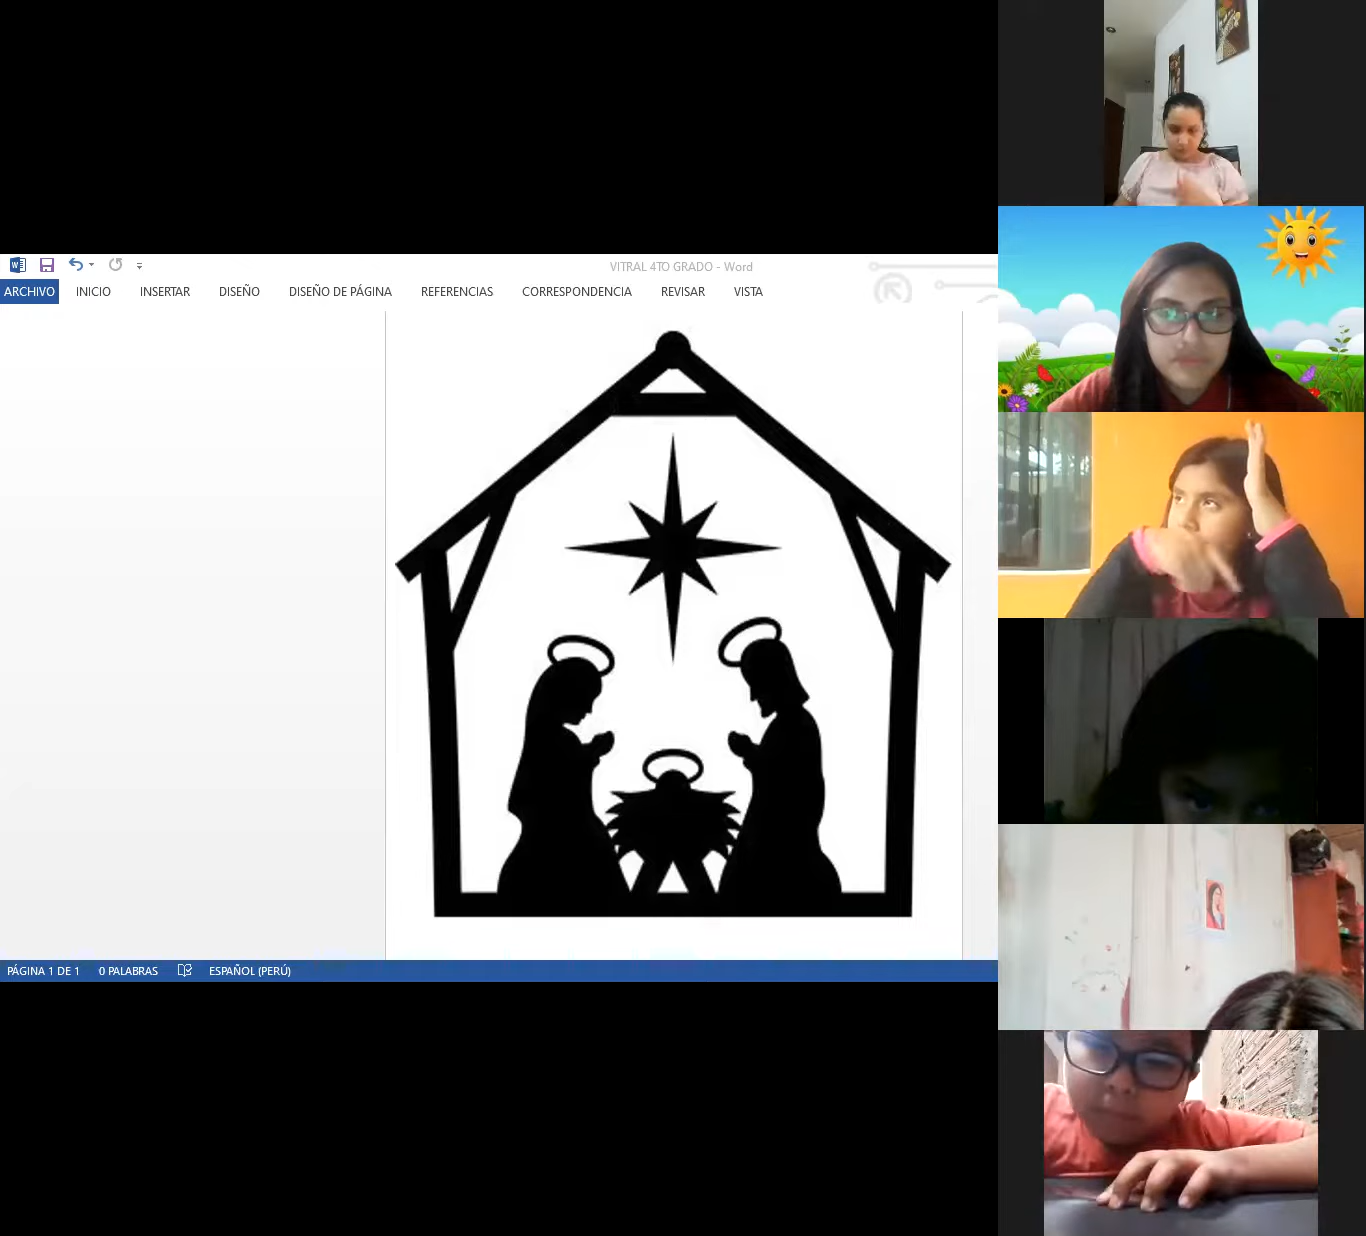 VITRAL 4TO GRADO - Word
ARCHIVO INICIO INSERTAR DISEÑO DISEÑO DE PÁGINA REFERENCIAS CORRESPONDENCIA REVISAR VISTA
PÁGINA 1 DE 1 0 PALABRAS ESPAÑOL (PERÚ)